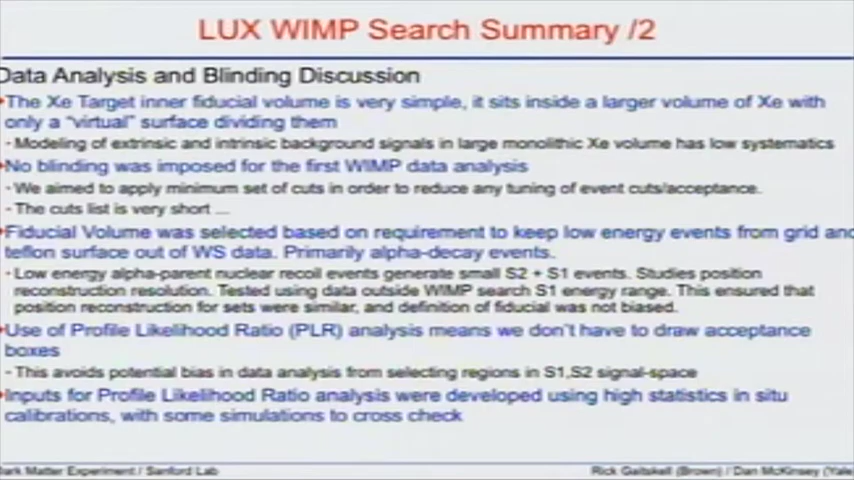 LUX WIMP Search Summary /2
Data Analysis and Blinding Discussion
•The Xe Target inner fiducial volume is very simple, it sits inside a larger volume of Xe with
only a "virtual" surface dividing them
- Modeling of extrinsic and intrinsic background signals in large monolithic Xe volume has low systematics
•No blinding was imposed for the first WIMP data analysis
- We aimed to apply minimum set of cuts in order to reduce any tuning of event cuts/acceptance.
- The cuts list is very short ...
•Fiducial Volume was selected based on requirement to keep low energy events from grid and
teflon surface out of WS data. Primarily alpha-decay events.
- Low energy alpha-parent nuclear recoil events generate small S2 + S1 events. Studies position
reconstruction resolution. Tested using data outside WIMP search S1 energy range. This ensured that
position reconstruction for sets were similar, and definition of fiducial was not biased.
•Use of Profile Likelihood Ratio (PLR) analysis means we don't have to draw acceptance
boxes
- This avoids potential bias in data analysis from selecting regions in S1,S2 signal-space
•Inputs for Profile Likelihood Ratio analysis were developed using high statistics in situ
calibrations, with some simulations to cross check
Dark Matter Experiment / Sanford Lab
Rick Gaitskell (Brown) / Dan McKinsey (Yale